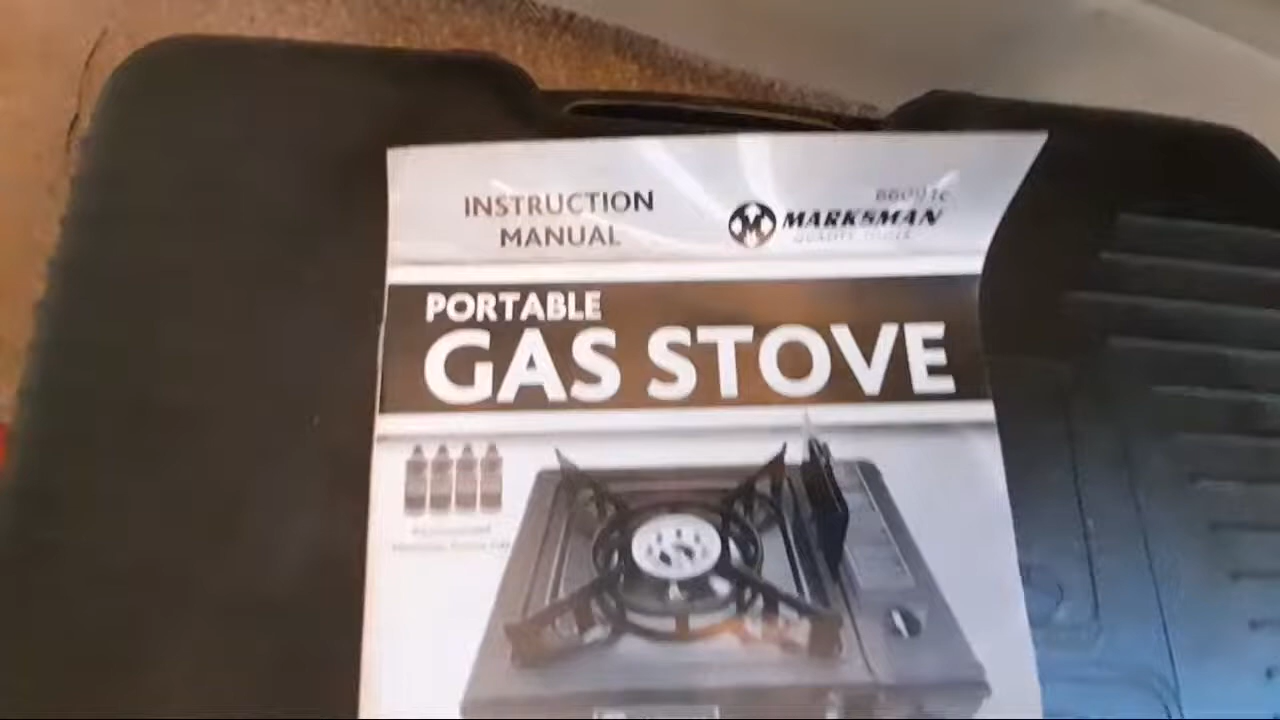 INSTRUCTION
MANUAL
MARKSMAN
PORTABLE
GAS STOVE